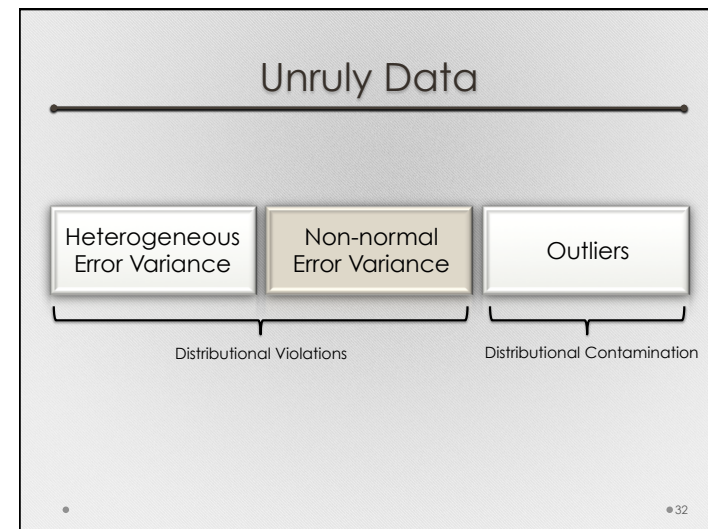 Unruly Data
Heterogeneous
Error Variance
Non-normal
Error Variance
Outliers
Distributional Violations
Distributional Contamination
32